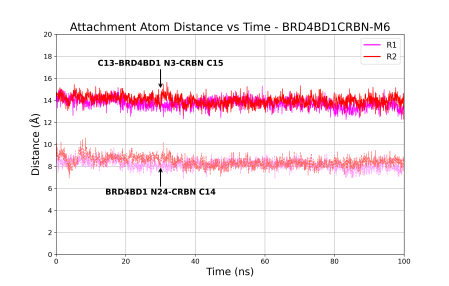 Attachment Atom Distance vs Time - BRD4BD1CRBN-M6
20
18
16
14
12
10
8
6
4
2
0
Distance (Å)
R1
R2
C13-BRD4BD1 N3-CRBN C15
BRD4BD1 N24-CRBN C14
0
20
40
60
80
100
Time (ns)